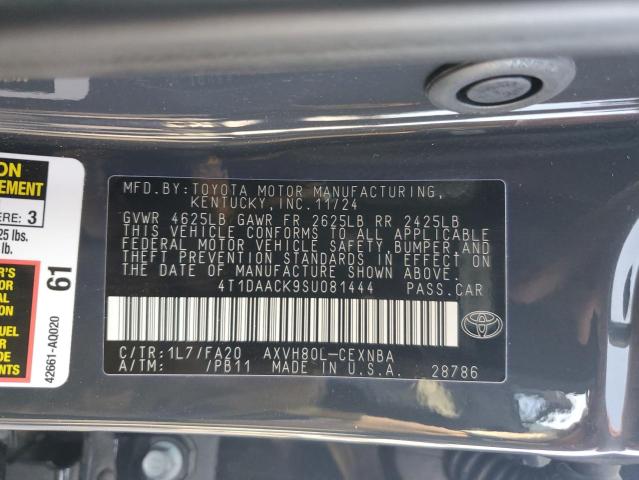 MFD.BY:TOYOTA MOTOR MANUFACTURING,
KENTUCKY, INC. 11/24
GVWR 4625LB GAWR FR 2625LB RR 2425LB
THIS VEHICLE CONFORMS TO ALL APPLICABLE
FEDERAL MOTOR VEHICLE SAFETY, BUMPER AND
THEFT PREVENTION STANDARDS IN EFFECT ON
THE DATE OF MANUFACTURE SHOWN ABOVE.
4T1DAACK9SU081444 PASS.CAR
C/TR:1L7/FA20 AXVH80L-CEXNBA
A/TM: /PB11 MADE IN U.S.A. 28786
ERE: 3
25 lbs.
lb.
61
42661-A0020